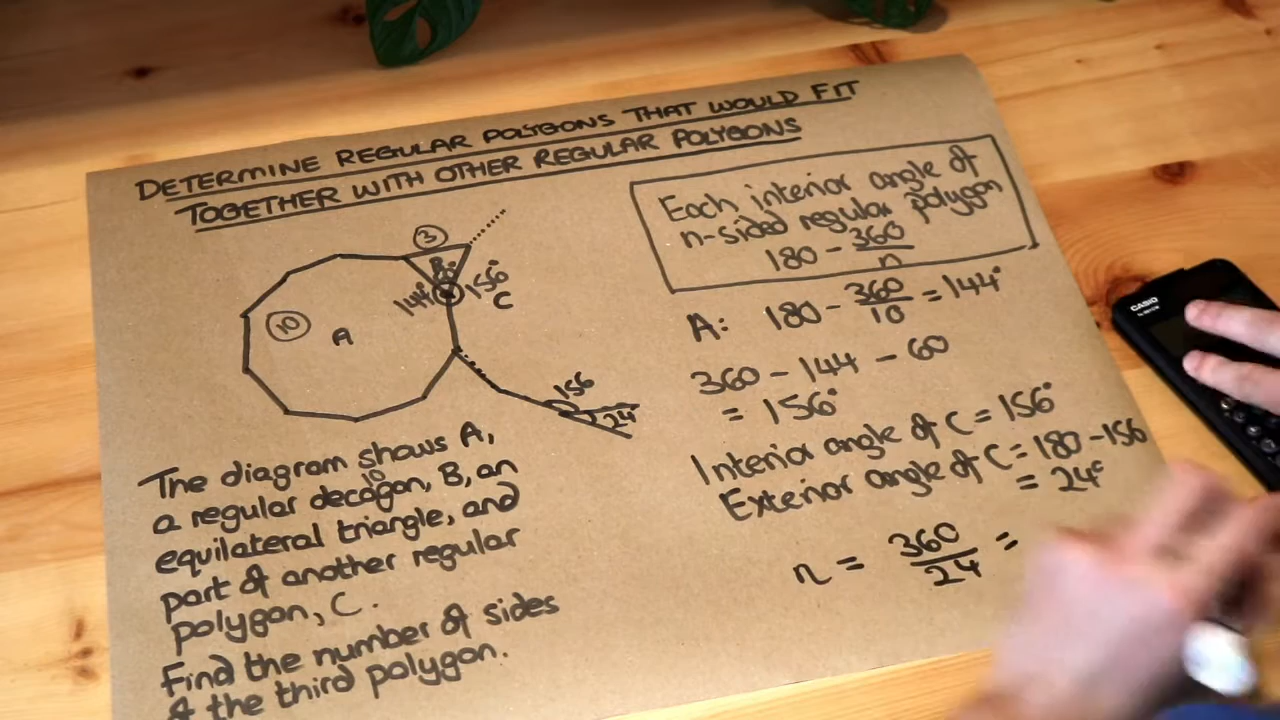 DETERMINE REGULAR POLYGONS THAT WOULD FIT
TOGETHER WITH OTHER REGULAR POLYGONS
Each interior angle of
n-sided regular polygon
180 - 360/n
3
B
60°
144°
156°
C
10
A
156
24°
A: 180 - 360/10 = 144°
360 - 144 - 60
= 156°
Interior angle of C = 156°
Exterior angle of C = 180 - 156
= 24°
n = 360/24 =
The diagram shows A,
a regular decagon, B, an
10
equilateral triangle, and
part of another regular
polygon, C.
Find the number of sides
of the third polygon.
CASIO